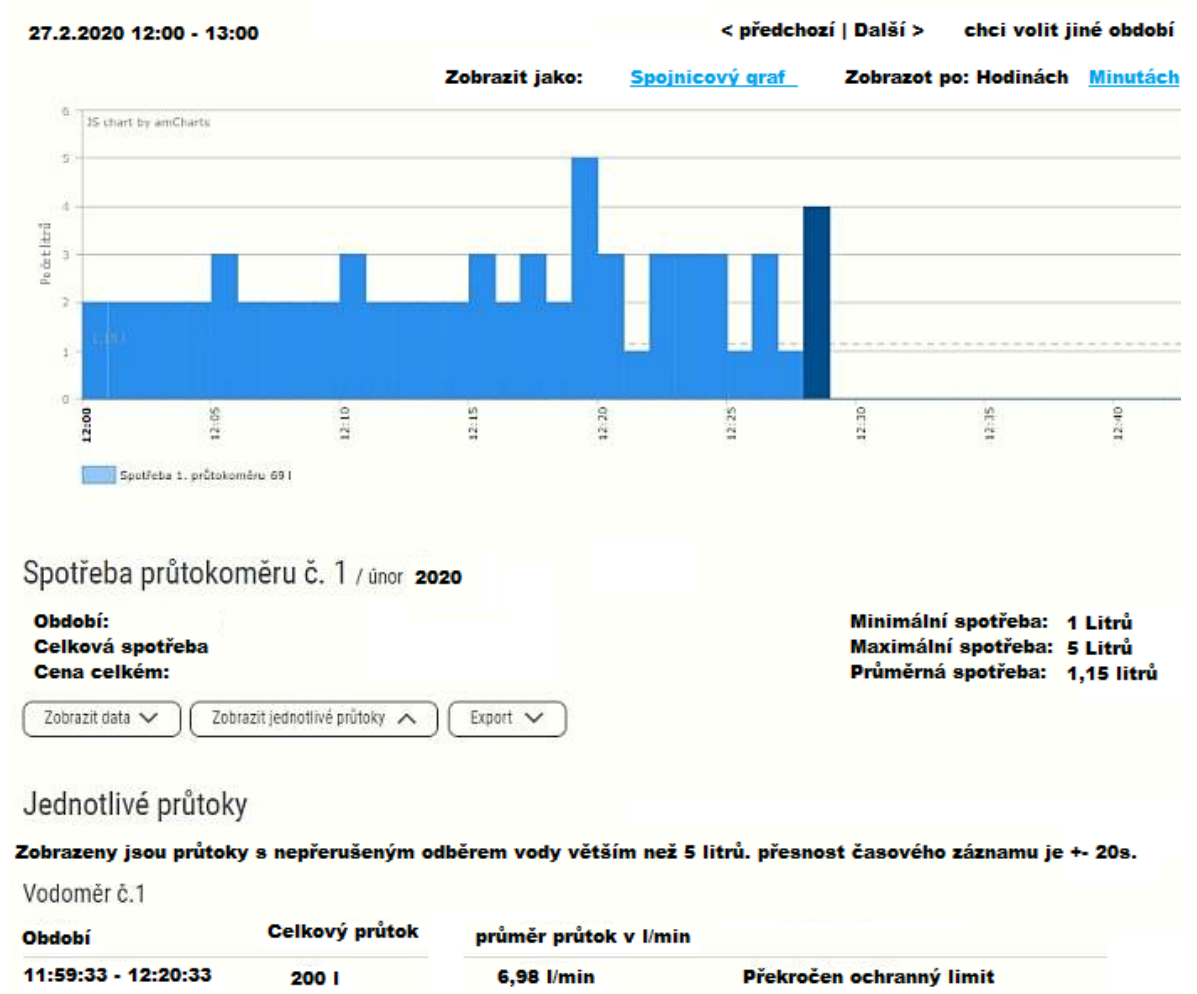 27.2.2020 12:00 - 13:00 < předchozí | Další > chci volit jiné období
Zobrazit jako: Spojnicový qraf Zobrazot po: Hodinách Minutách
6
JS chart by amCharts
5
4
3
2
1,15 l
1
0
Počet litrů
12:00 12:05 12:10 12:15 12:20 12:25 12:30 12:35 12:40
Spotřeba 1. průtokoměru 69 l
Spotřeba průtokoměru č. 1 / únor 2020
Období: Minimální spotřeba: 1 Litrů
Celková spotřeba Maximální spotřeba: 5 Litrů
Cena celkém: Průměrná spotřeba: 1,15 litrů
Zobrazit data Zobrazit jednotlivé průtoky Export
Jednotlivé průtoky
Zobrazeny jsou průtoky s nepřerušeným odběrem vody větším než 5 litrů. přesnost časového záznamu je +- 20s.
Vodoměr č.1
Období Celkový průtok průměr průtok v l/min
11:59:33 - 12:20:33 200 l 6,98 l/min Překročen ochranný limit